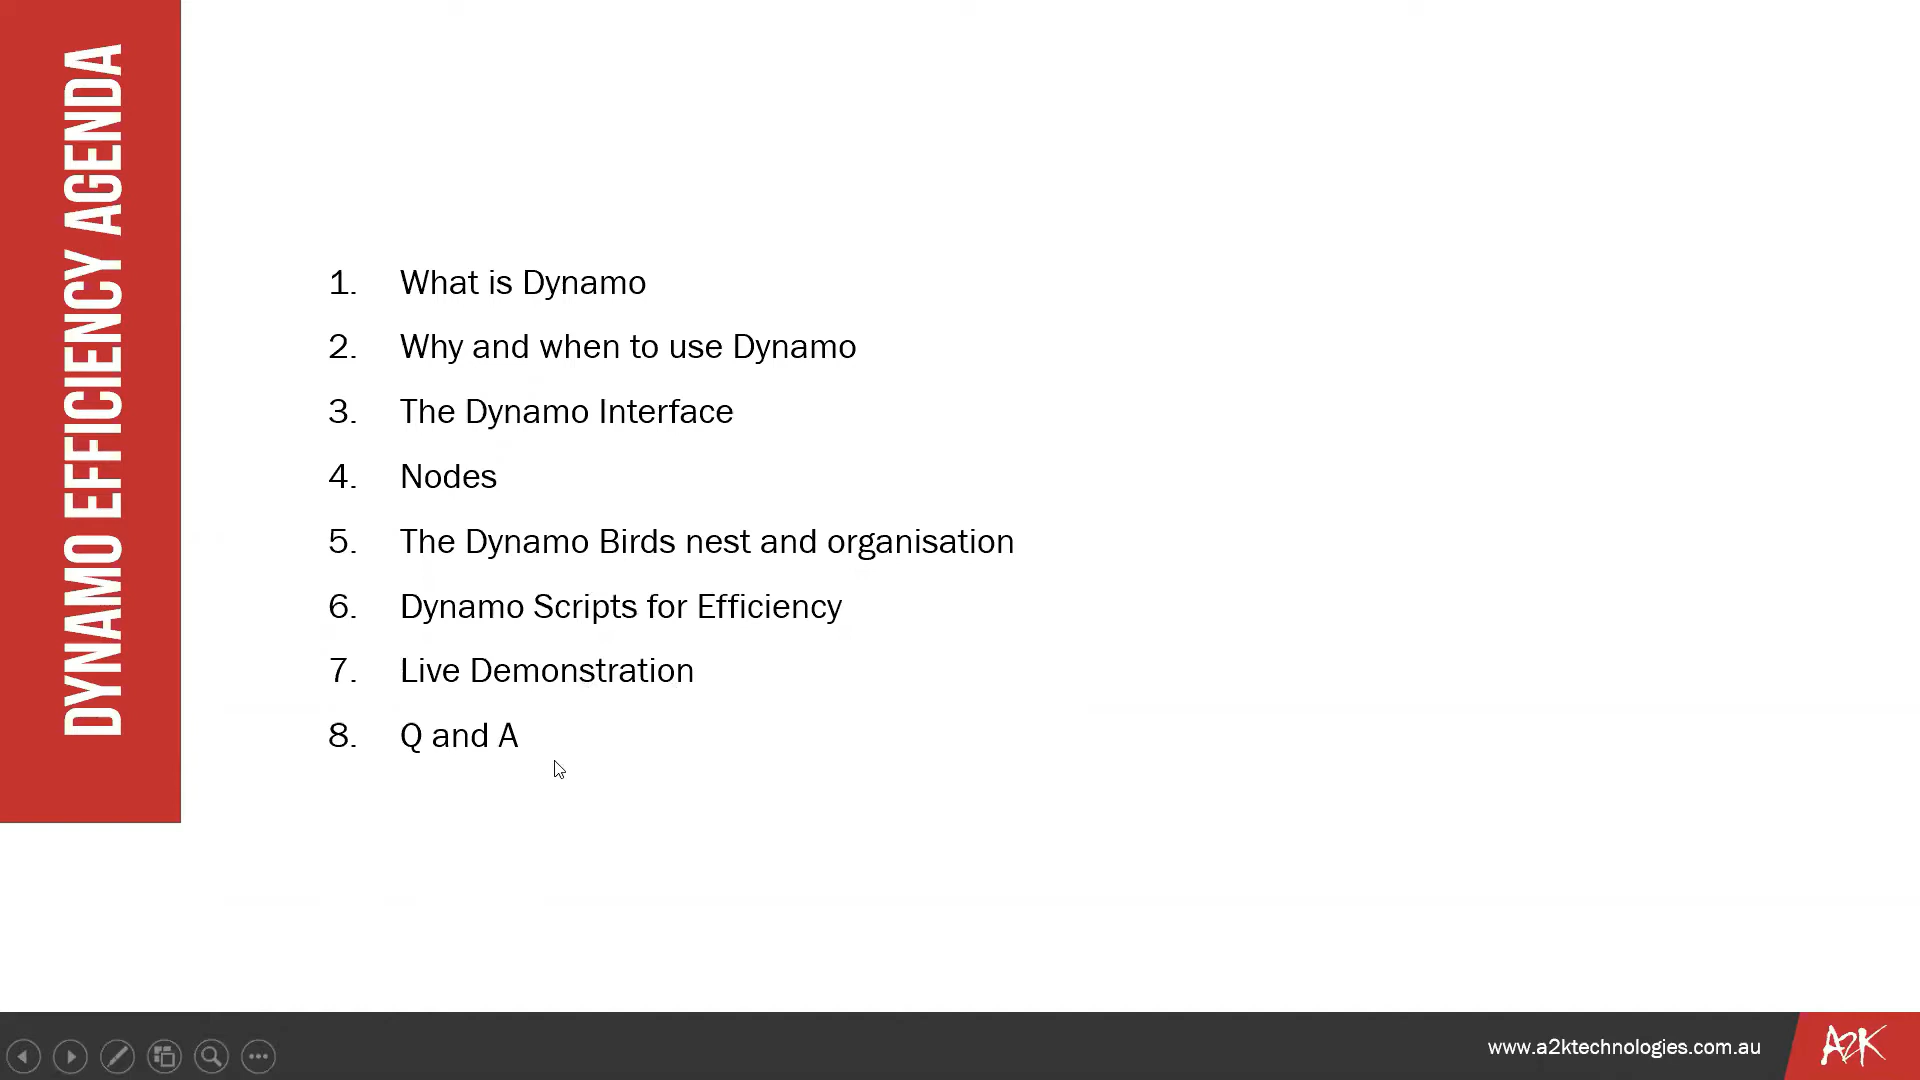 DYNAMO EFFICIENCY AGENDA
1. What is Dynamo
2. Why and when to use Dynamo
3. The Dynamo Interface
4. Nodes
5. The Dynamo Birds nest and organisation
6. Dynamo Scripts for Efficiency
7. Live Demonstration
8. Q and A
www.a2ktechnologies.com.au
A2K